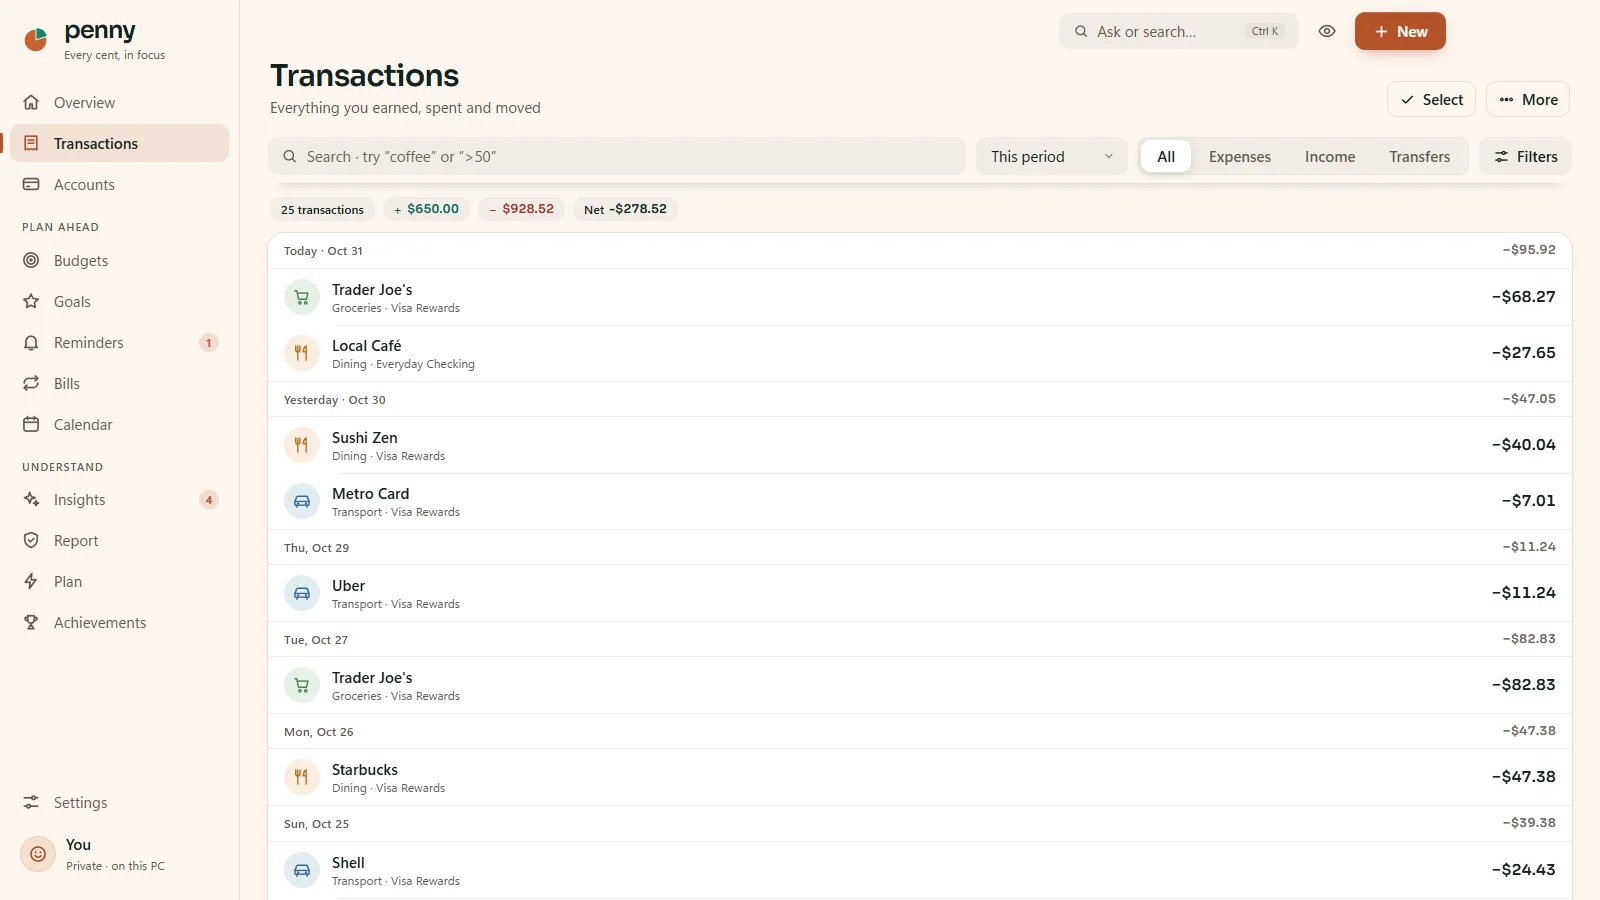 penny
Every cent, in focus
Overview
Transactions
Accounts
PLAN AHEAD
Budgets
Goals
Reminders 1
Bills
Calendar
UNDERSTAND
Insights 4
Report
Plan
Achievements
Settings
You
Private · on this PC
Ask or search... Ctrl K
New
Transactions
Everything you earned, spent and moved
Select More
Search · try “coffee” or “>50”
This period
All Expenses Income Transfers
Filters
25 transactions + $650.00 − $928.52 Net −$278.52
Today · Oct 31 −$95.92
Trader Joe's −$68.27
Groceries · Visa Rewards
Local Café −$27.65
Dining · Everyday Checking
Yesterday · Oct 30 −$47.05
Sushi Zen −$40.04
Dining · Visa Rewards
Metro Card −$7.01
Transport · Visa Rewards
Thu, Oct 29 −$11.24
Uber −$11.24
Transport · Visa Rewards
Tue, Oct 27 −$82.83
Trader Joe's −$82.83
Groceries · Visa Rewards
Mon, Oct 26 −$47.38
Starbucks −$47.38
Dining · Visa Rewards
Sun, Oct 25 −$39.38
Shell −$24.43
Transport · Visa Rewards